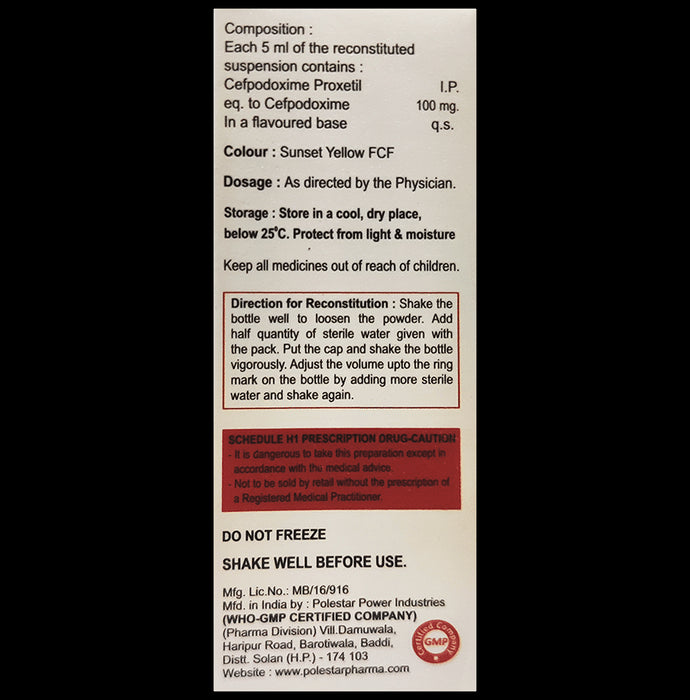 Composition :
Each 5 ml of the reconstituted
suspension contains :
Cefpodoxime Proxetil I.P.
eq. to Cefpodoxime 100 mg.
In a flavoured base q.s.
Colour : Sunset Yellow FCF
Dosage : As directed by the Physician.
Storage : Store in a cool, dry place,
below 25°C. Protect from light & moisture
Keep all medicines out of reach of children.
Direction for Reconstitution : Shake the
bottle well to loosen the powder. Add
half quantity of sterile water given with
the pack. Put the cap and shake the bottle
vigorously. Adjust the volume upto the ring
mark on the bottle by adding more sterile
water and shake again.
SCHEDULE H1 PRESCRIPTION DRUG-CAUTION
- It is dangerous to take this preparation except in
accordance with the medical advice.
- Not to be sold by retail without the prescription of
a Registered Medical Practitioner.
DO NOT FREEZE
SHAKE WELL BEFORE USE.
Mfg. Lic.No.: MB/16/916
Mfd. in India by : Polestar Power Industries
(WHO-GMP CERTIFIED COMPANY)
(Pharma Division) Vill.Damuwala,
Haripur Road, Barotiwala, Baddi,
Distt. Solan (H.P.) - 174 103
Website : www.polestarpharma.com
Certified Company
GMP